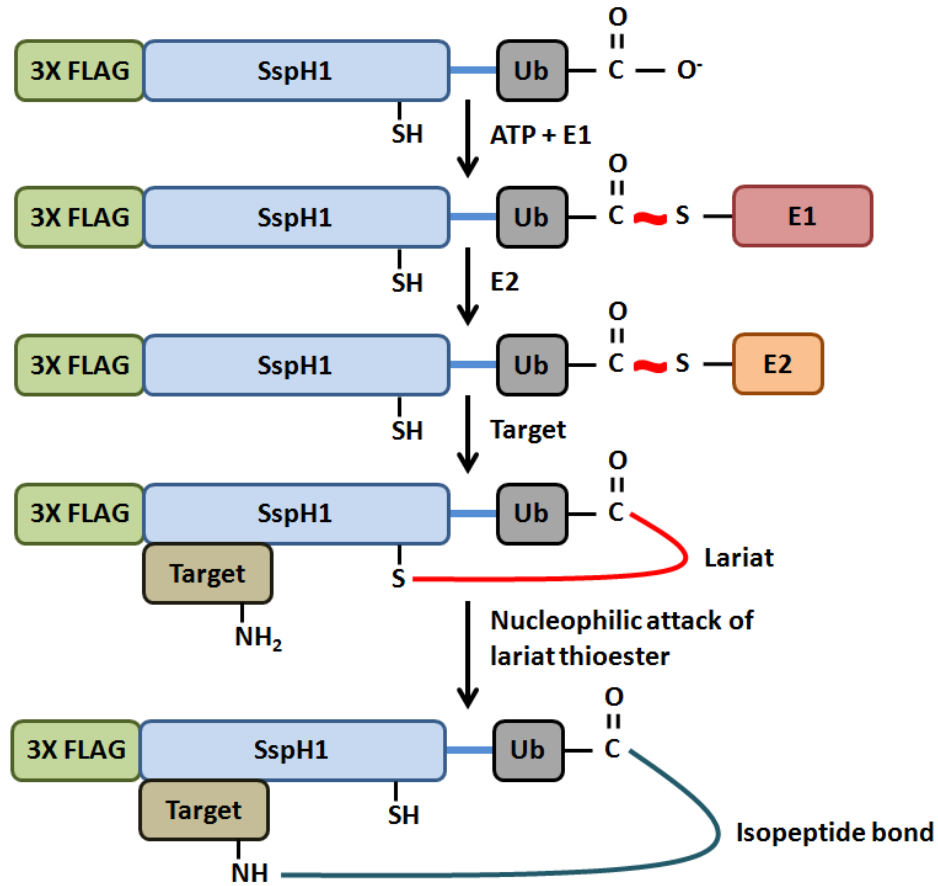 O
3X FLAG SspH1 Ub C O-
SH
ATP + E1
O
3X FLAG SspH1 Ub C S E1
SH
E2
O
3X FLAG SspH1 Ub C S E2
SH
Target
O
3X FLAG SspH1 Ub C
Target S Lariat
NH₂
Nucleophilic attack of
lariat thioester
O
3X FLAG SspH1 Ub C
Target SH
Isopeptide bond
NH